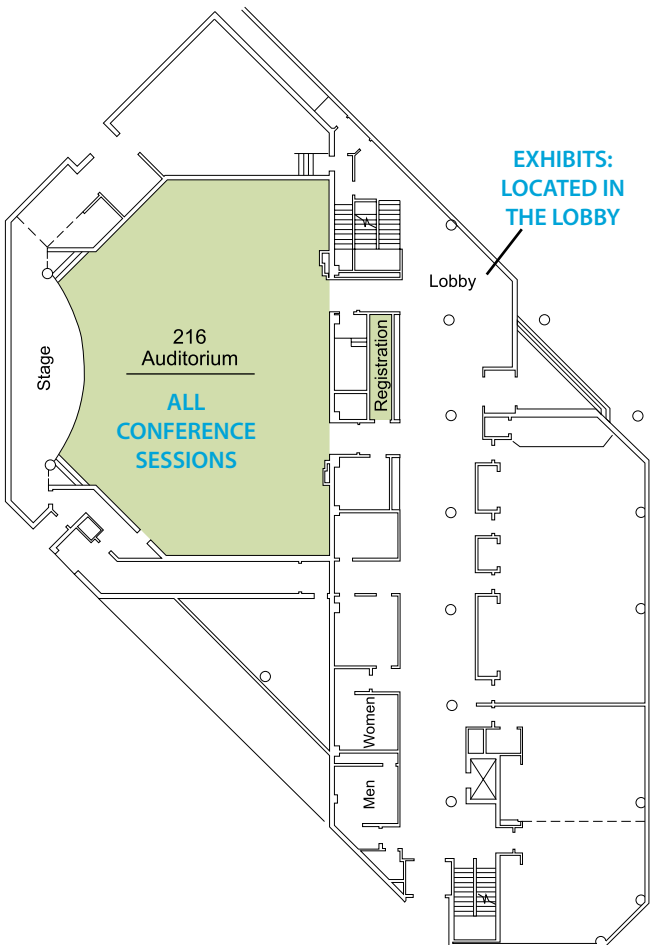 EXHIBITS:
LOCATED IN
THE LOBBY
Lobby
216
Auditorium
Stage
Registration
ALL
CONFERENCE
SESSIONS
Women
Men